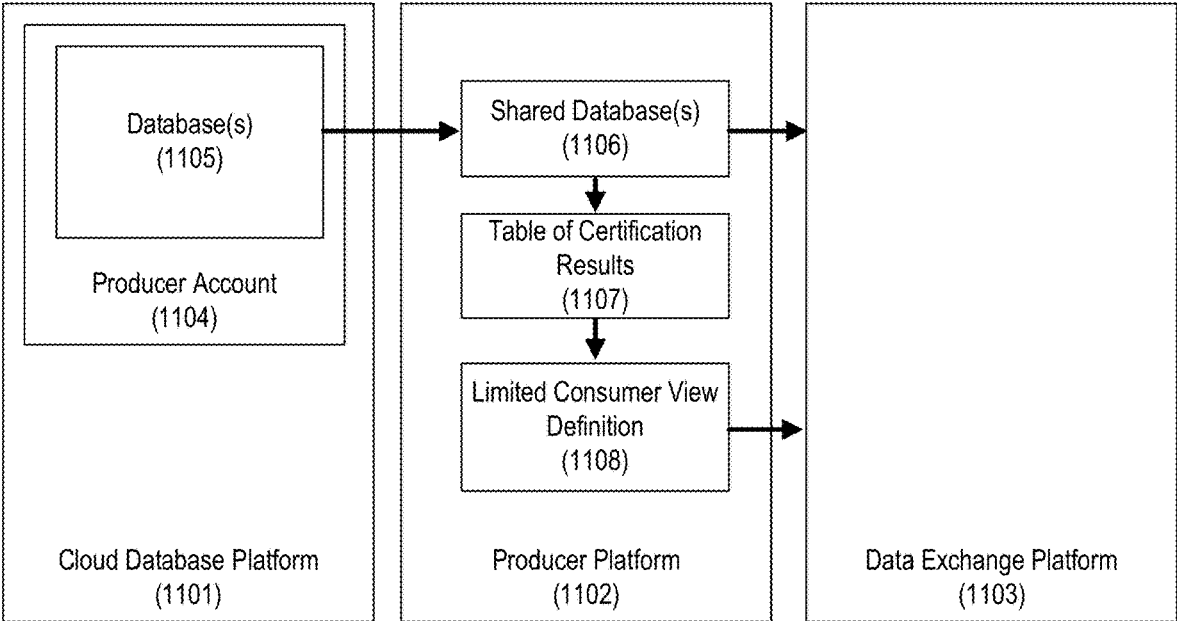 Database(s)
(1105)
Producer Account
(1104)
Cloud Database Platform
(1101)
Shared Database(s)
(1106)
Table of Certification
Results
(1107)
Limited Consumer View
Definition
(1108)
Producer Platform
(1102)
Data Exchange Platform
(1103)